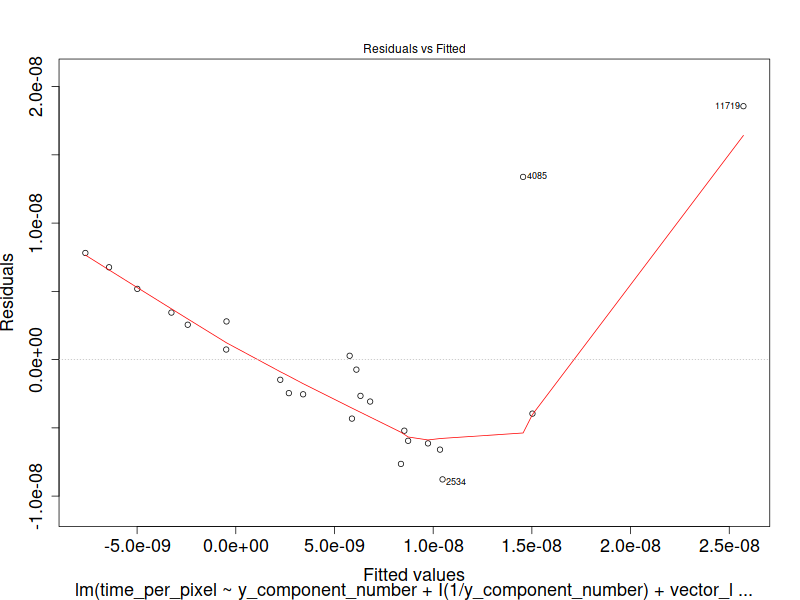 Residuals vs Fitted
2.0e-08
1.0e-08
0.0e+00
-1.0e-08
Residuals
11719
4085
2534
-5.0e-09 0.0e+00 5.0e-09 1.0e-08 1.5e-08 2.0e-08 2.5e-08
Fitted values
lm(time_per_pixel ~ y_component_number + I(1/y_component_number) + vector_l ...